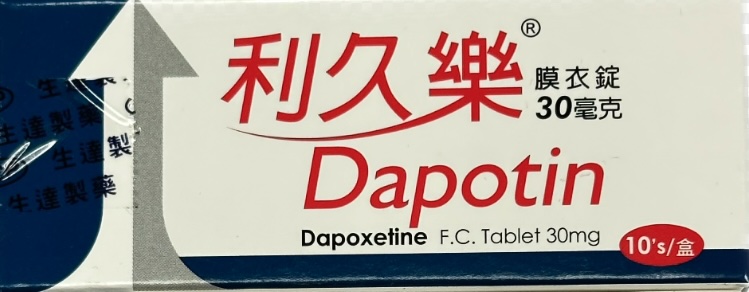 利久樂®
膜衣錠
30毫克
Dapotin
Dapoxetine F.C. Tablet 30mg
10's/盒
生達製藥
生達製
生達製藥